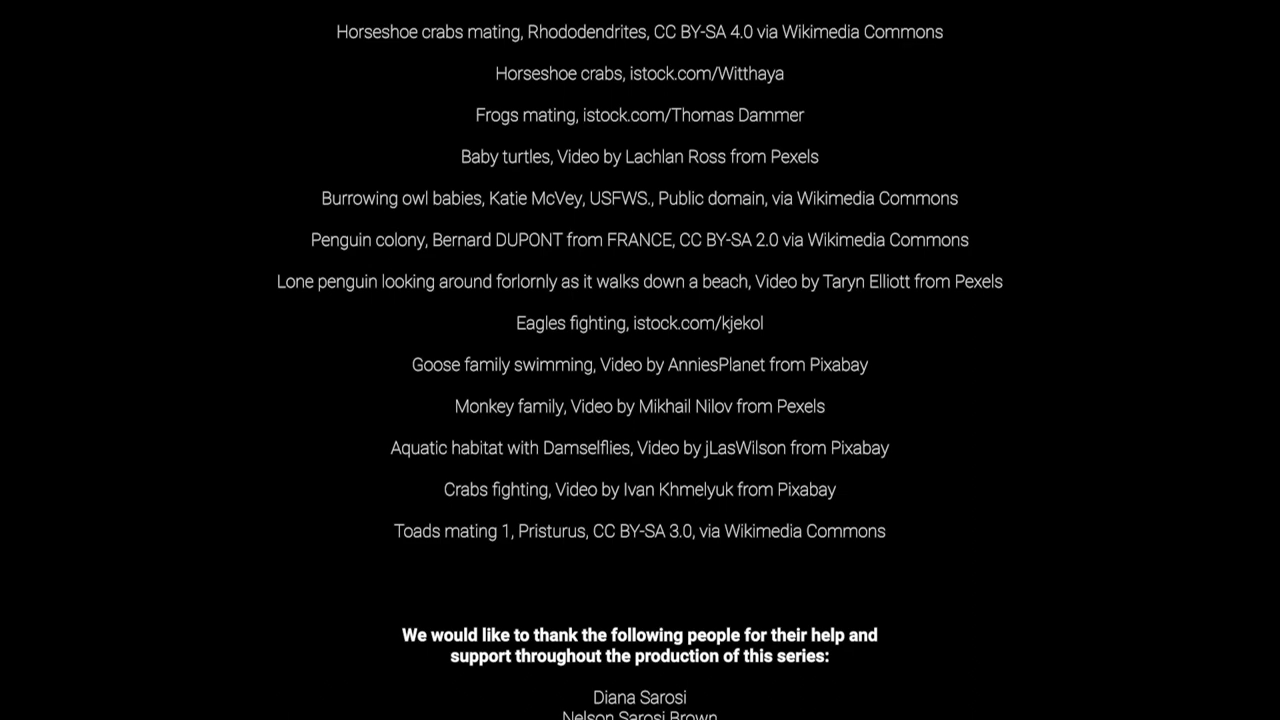 Horseshoe crabs mating, Rhododendrites, CC BY-SA 4.0 via Wikimedia Commons
Horseshoe crabs, istock.com/Witthaya
Frogs mating, istock.com/Thomas Dammer
Baby turtles, Video by Lachlan Ross from Pexels
Burrowing owl babies, Katie McVey, USFWS., Public domain, via Wikimedia Commons
Penguin colony, Bernard DUPONT from FRANCE, CC BY-SA 2.0 via Wikimedia Commons
Lone penguin looking around forlornly as it walks down a beach, Video by Taryn Elliott from Pexels
Eagles fighting, istock.com/kjekol
Goose family swimming, Video by AnniesPlanet from Pixabay
Monkey family, Video by Mikhail Nilov from Pexels
Aquatic habitat with Damselflies, Video by jLasWilson from Pixabay
Crabs fighting, Video by Ivan Khmelyuk from Pixabay
Toads mating 1, Pristurus, CC BY-SA 3.0, via Wikimedia Commons
We would like to thank the following people for their help and
support throughout the production of this series:
Diana Sarosi
Nelson Sarosi Brown